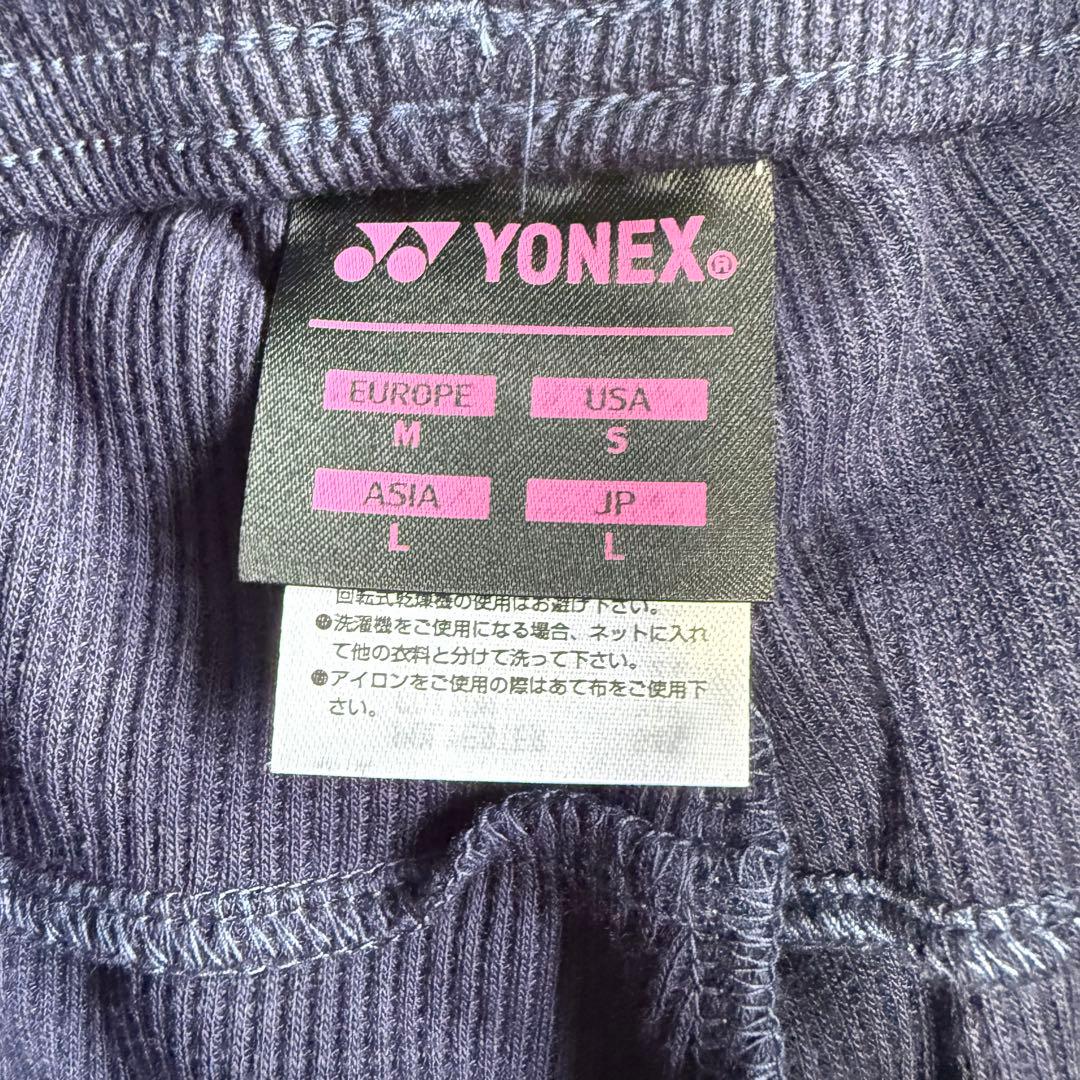 YONEX®
EUROPE USA
M S
ASIA JP
L L
回転式乾燥機の使用はお避け下さい。
●洗濯機をご使用になる場合、ネットに入れ
て他の衣料と分けて洗って下さい。
●アイロンをご使用の際はあて布をご使用下
さい。